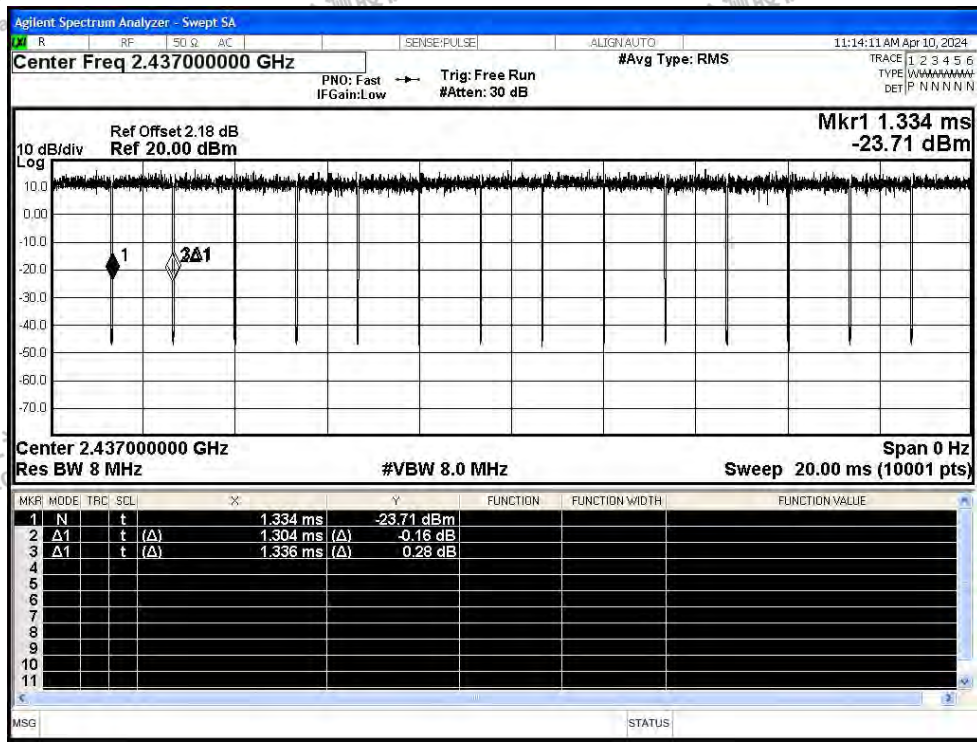 Agilent Spectrum Analyzer - Swept SA
LXI R RF 50 Ω AC SENSE:PULSE ALIGN AUTO 11:14:11 AM Apr 10, 2024
Center Freq 2.437000000 GHz #Avg Type: RMS TRACE 1 2 3 4 5 6
PNO: Fast Trig: Free Run TYPE WWWWWW
IFGain:Low #Atten: 30 dB DET P N N N N N
Mkr1 1.334 ms
-23.71 dBm
Ref Offset 2.18 dB
10 dB/div Ref 20.00 dBm
Log
10.0
0.00
-10.0
1 3Δ1
-20.0
-30.0
-40.0
-50.0
-60.0
-70.0
Center 2.437000000 GHz Span 0 Hz
Res BW 8 MHz #VBW 8.0 MHz Sweep 20.00 ms (10001 pts)
MKR MODE TRC SCL X Y FUNCTION FUNCTION WIDTH FUNCTION VALUE
1 N t 1.334 ms -23.71 dBm
2 Δ1 t (Δ) 1.304 ms (Δ) -0.16 dB
3 Δ1 t (Δ) 1.336 ms (Δ) 0.28 dB
4
5
6
7
8
9
10
11
MSG STATUS